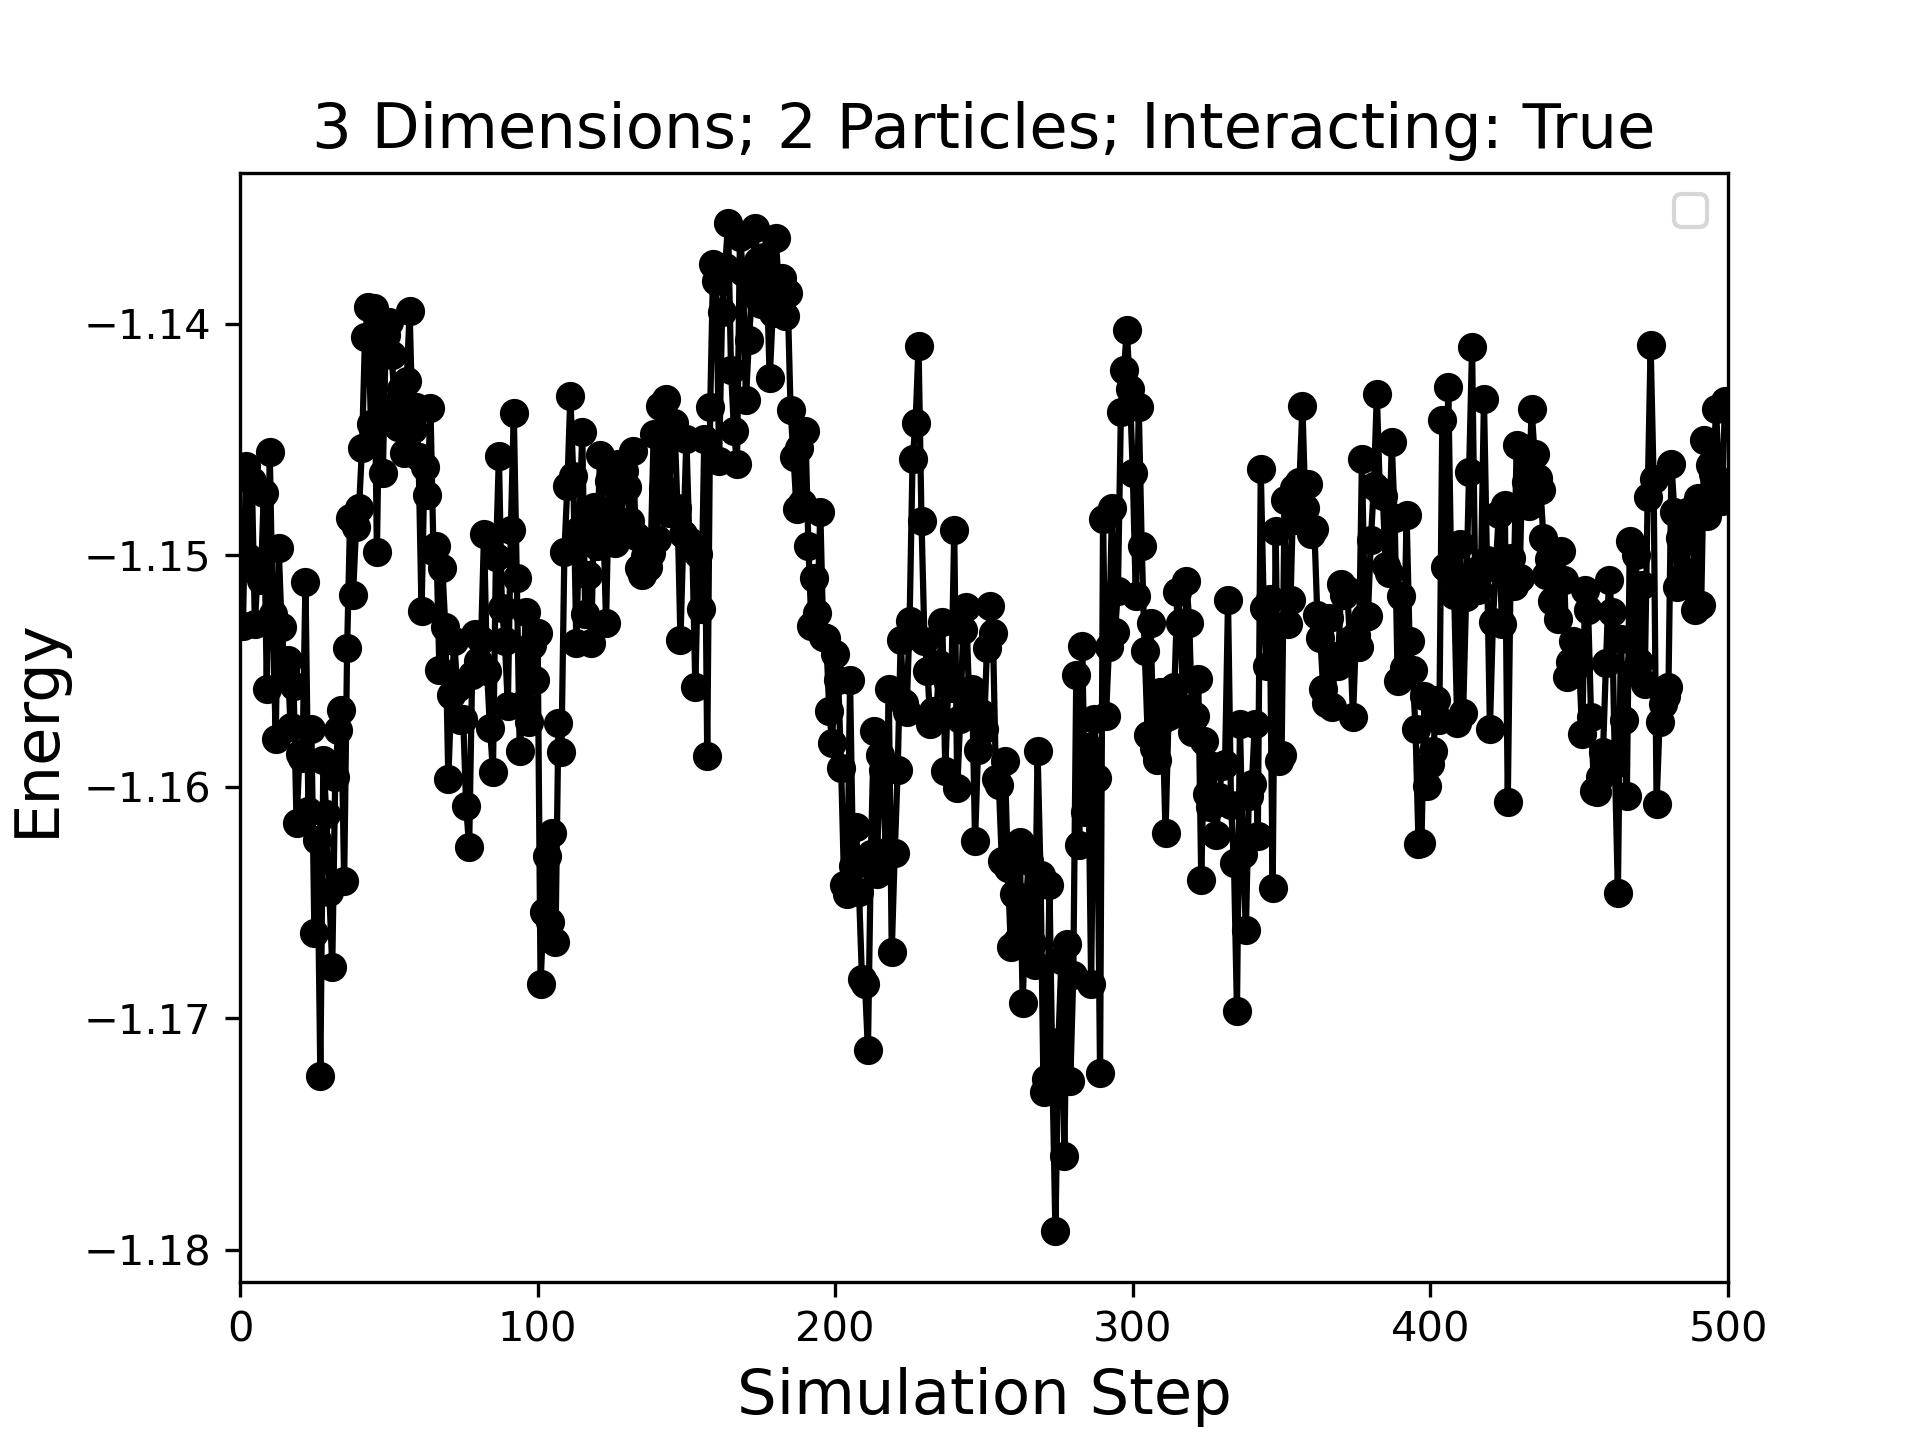 3 Dimensions; 2 Particles; Interacting: True
Energy
−1.14
−1.15
−1.16
−1.17
−1.18
0 100 200 300 400 500
Simulation Step